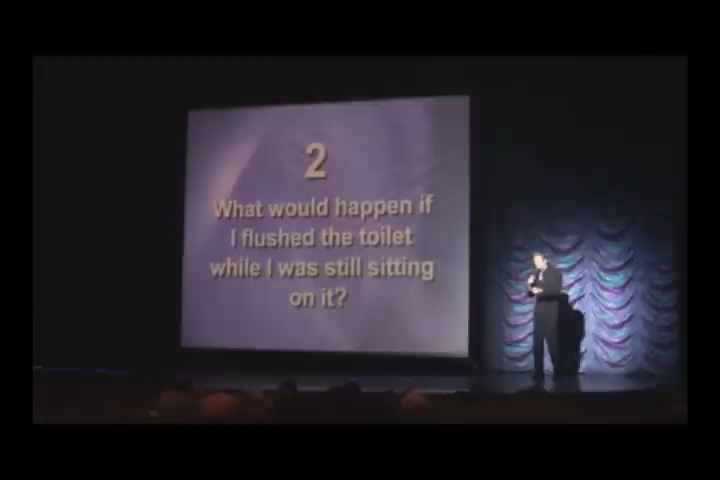 2
What would happen if
I flushed the toilet
while I was still sitting
on it?